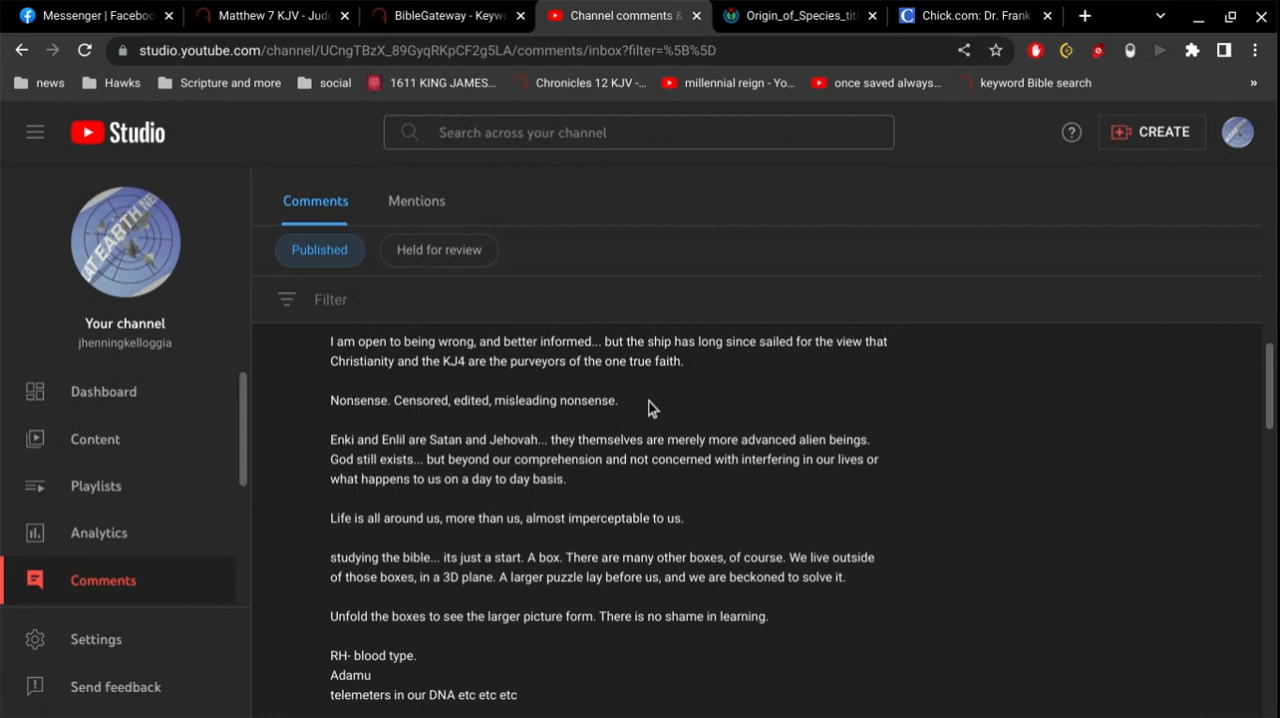 Messenger | Faceboo
Matthew 7 KJV - Jud
BibleGateway - Keywo
Channel comments &
Origin_of_Species_titl
Chick.com: Dr. Frank
studio.youtube.com/channel/UCngTBzX_89GyqRKpCF2g5LA/comments/inbox?filter=%5B%5D
news
Hawks
Scripture and more
social
1611 KING JAMES...
Chronicles 12 KJV -...
millennial reign - Yo...
once saved always...
keyword Bible search
»
Studio
Search across your channel
CREATE
AT EARTH NE
Your channel
jhenningkelloggia
Dashboard
Content
Playlists
Analytics
Comments
Settings
Send feedback
Comments
Mentions
Published
Held for review
Filter
I am open to being wrong, and better informed... but the ship has long since sailed for the view that
Christianity and the KJ4 are the purveyors of the one true faith.
Nonsense. Censored, edited, misleading nonsense.
Enki and Enlil are Satan and Jehovah... they themselves are merely more advanced alien beings.
God still exists... but beyond our comprehension and not concerned with interfering in our lives or
what happens to us on a day to day basis.
Life is all around us, more than us, almost imperceptable to us.
studying the bible... its just a start. A box. There are many other boxes, of course. We live outside
of those boxes, in a 3D plane. A larger puzzle lay before us, and we are beckoned to solve it.
Unfold the boxes to see the larger picture form. There is no shame in learning.
RH- blood type.
Adamu
telemeters in our DNA etc etc etc